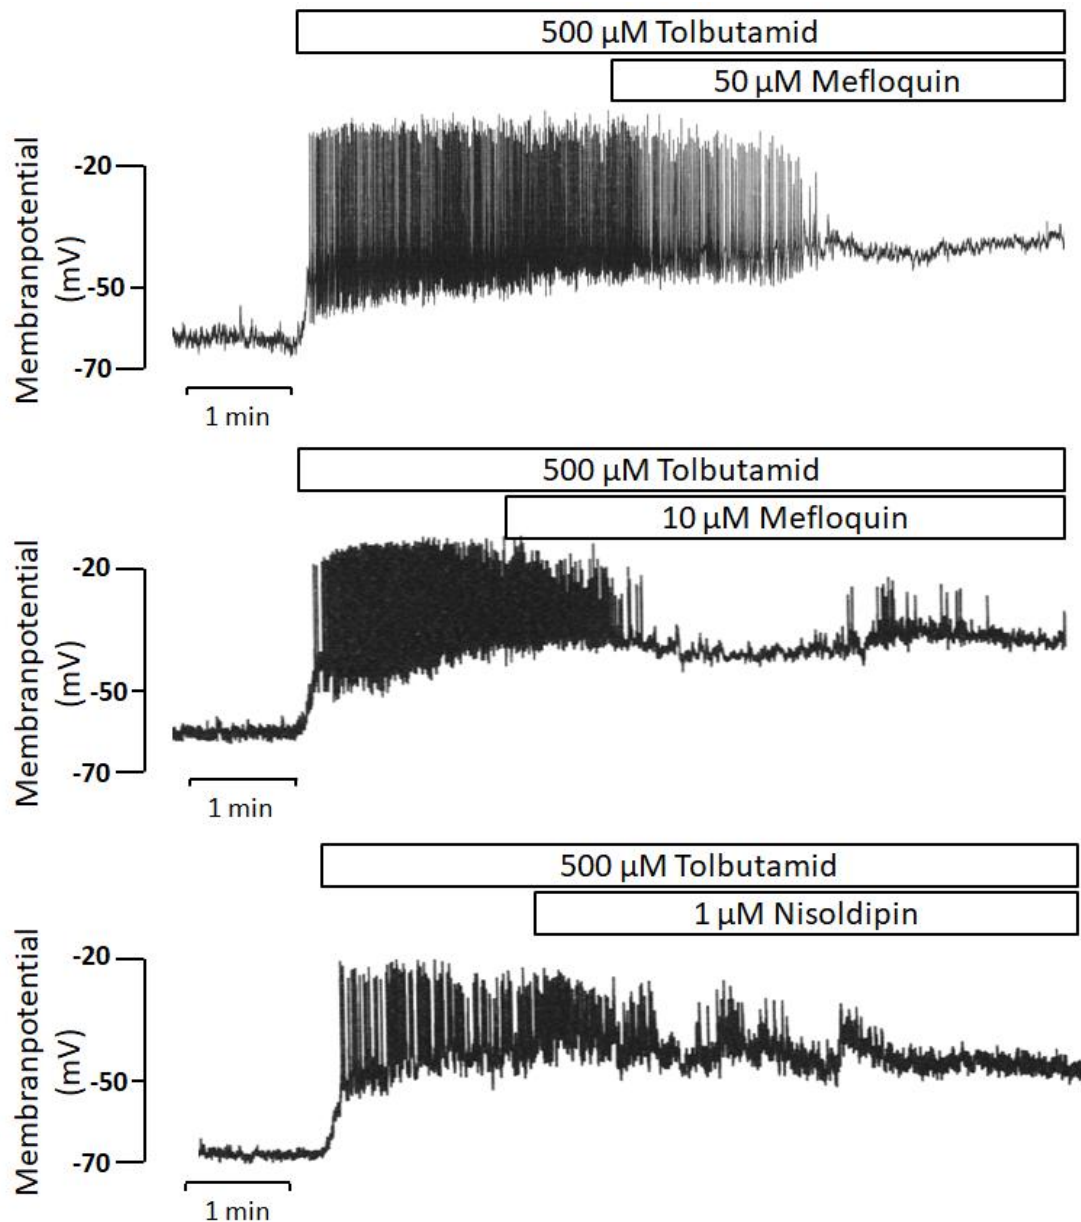 500 µM Tolbutamid
50 µM Mefloquin
Membranpotential
(mV)
-20
-50
-70
1 min
500 µM Tolbutamid
10 µM Mefloquin
Membranpotential
(mV)
-20
-50
-70
1 min
500 µM Tolbutamid
1 µM Nisoldipin
Membranpotential
(mV)
-20
-50
-70
1 min